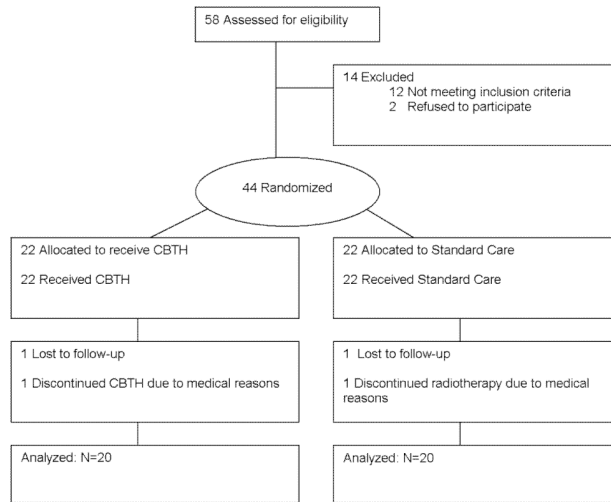 58 Assessed for eligibility
14 Excluded
12 Not meeting inclusion criteria
2 Refused to participate
44 Randomized
22 Allocated to receive CBTH
22 Received CBTH
22 Allocated to Standard Care
22 Received Standard Care
1 Lost to follow-up
1 Discontinued CBTH due to medical reasons
1 Lost to follow-up
1 Discontinued radiotherapy due to medical
reasons
Analyzed: N=20
Analyzed: N=20